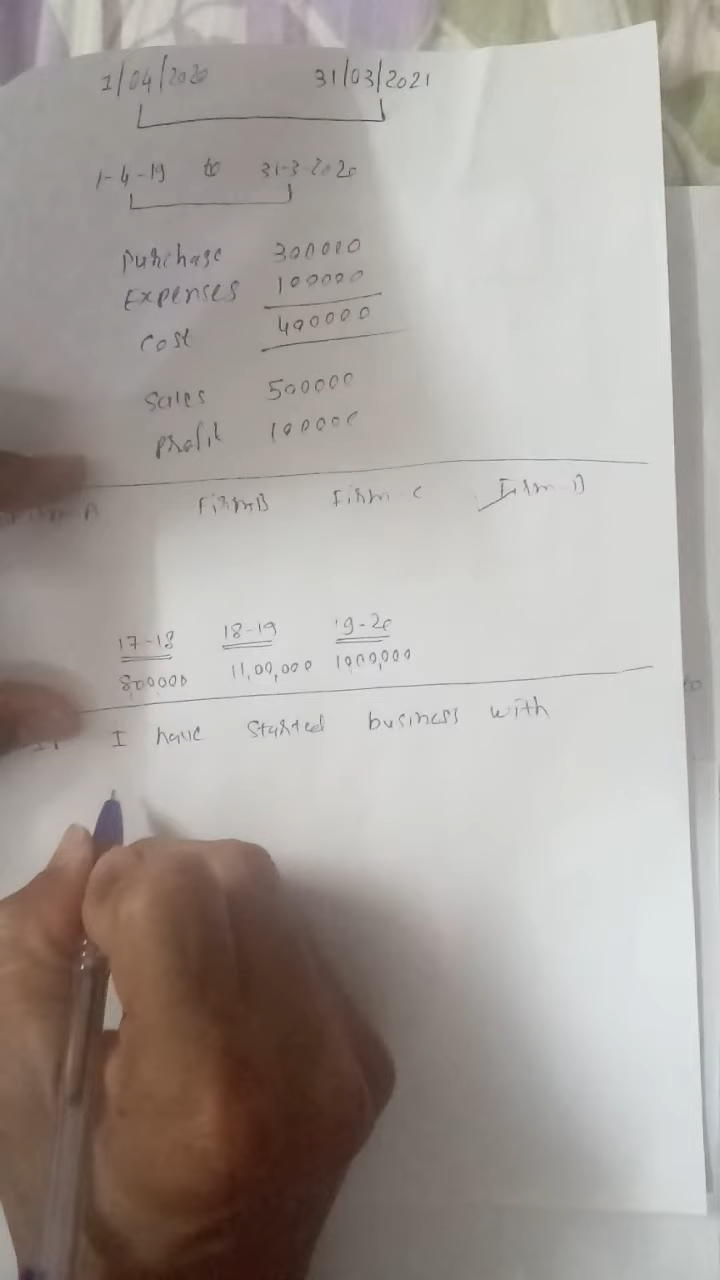 1/04/2020 31/03/2021
1-4-19 to 31-3-2020
Purchase 300000
Expenses 100000
Cost 400000
Sales 500000
Profit 100000
Firm A Firm B Firm C Firm D
17-18 18-19 19-20
800000 11,00,000 1000,000
I have started business with